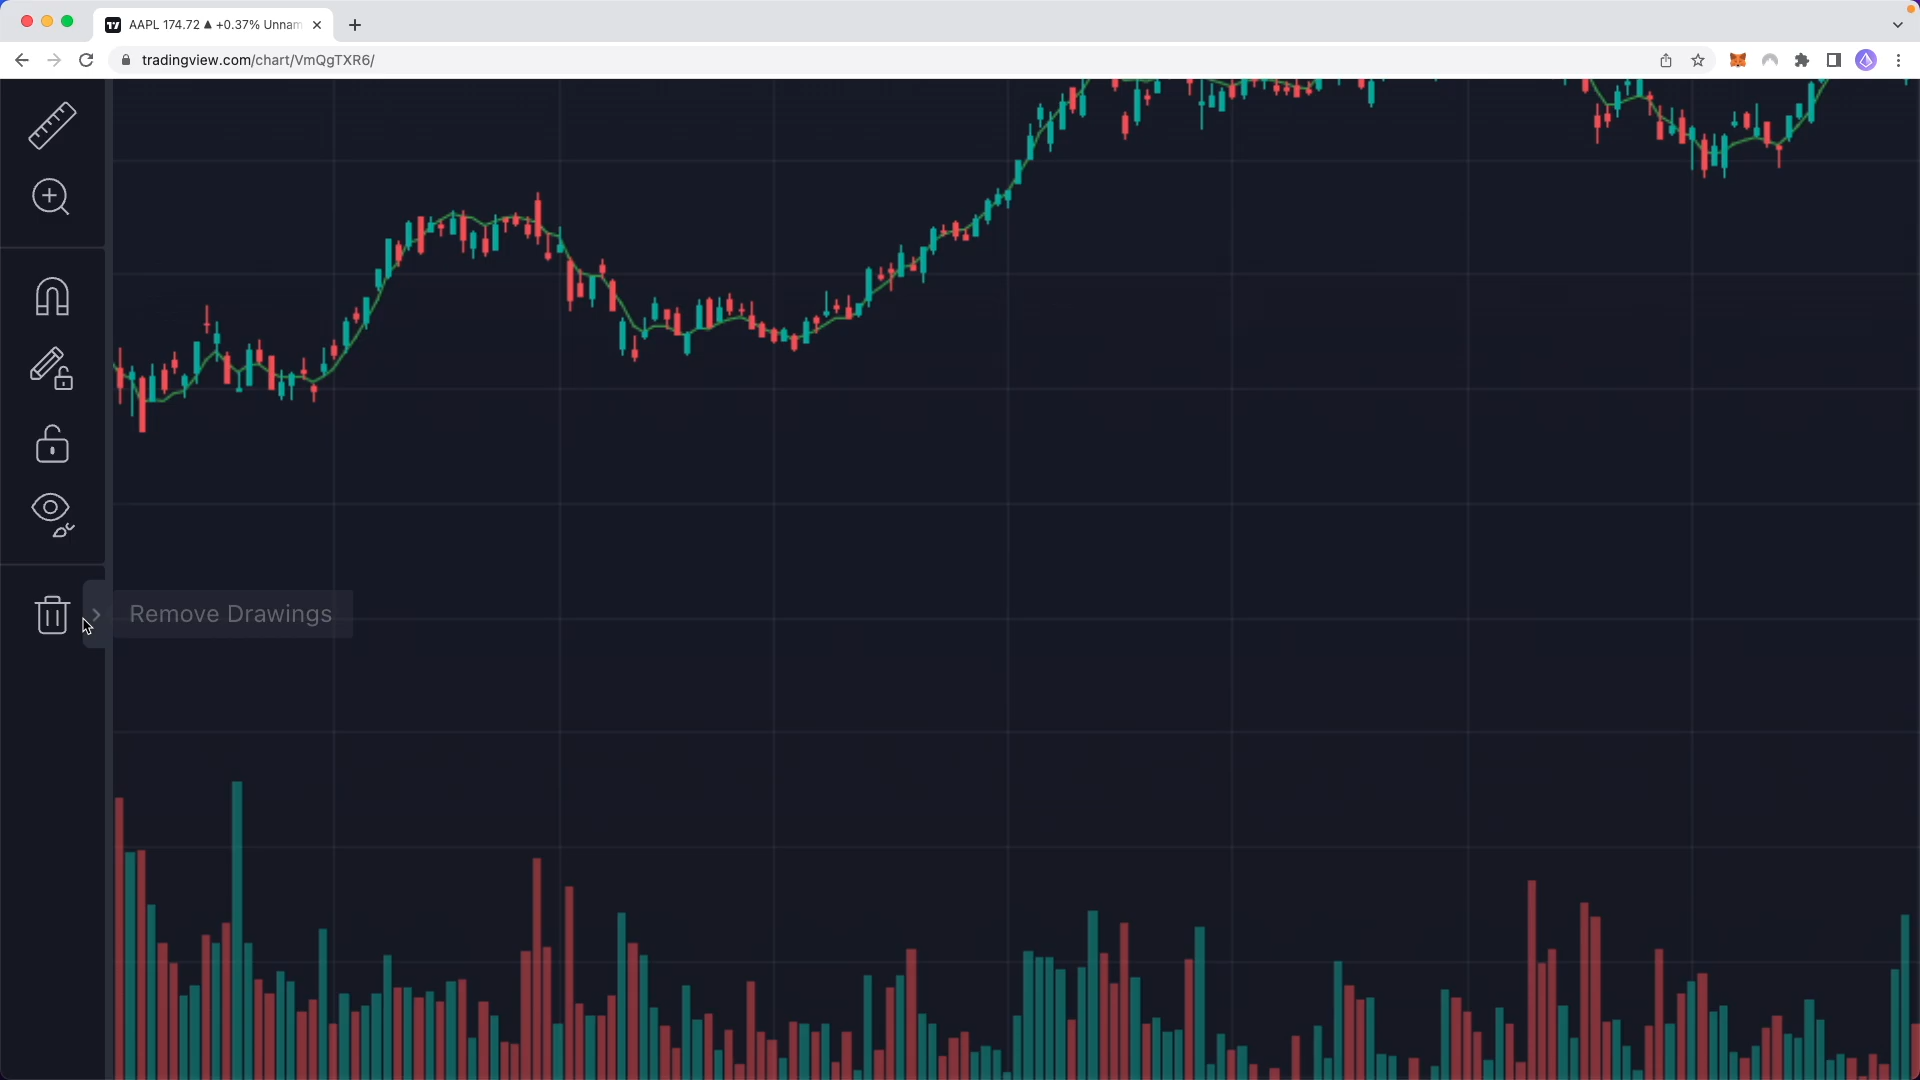 AAPL 174.72 ▲ +0.37% Unnam
tradingview.com/chart/VmQgTXR6/
Remove Drawings